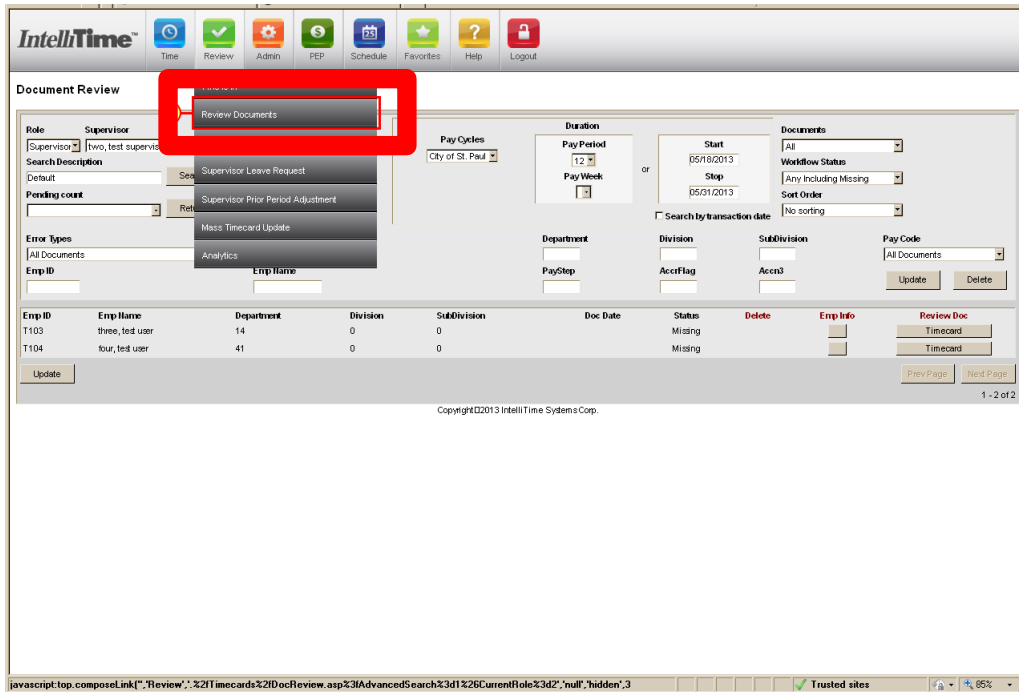 IntelliTime™
Time Review Admin PEP Schedule Favorites Help Logout
Document Review
Review Documents
Supervisor Leave Request
Supervisor Prior Period Adjustment
Mass Timecard Update
Analytics
Role Supervisor
Supervisor two, test supervis
Search Description
Default
Pending count
Pay Cycles
City of St. Paul
Duration
Pay Period
12
Pay Week
or
Start
05/18/2013
Stop
05/31/2013
Search by transaction date
Documents
All
Workflow Status
Any Including Missing
Sort Order
No sorting
Error Types Department Division SubDivision Pay Code
All Documents All Documents
Emp ID Emp Name PayStep AccrFlag Accn3
Update Delete
Emp ID Emp Name Department Division SubDivision Doc Date Status Delete Emp Info Review Doc
T103 three, test user 14 0 0 Missing Timecard
T104 four, test user 41 0 0 Missing Timecard
Update Prev Page Next Page
1 - 2 of 2
Copyright 2013 IntelliTime Systems Corp.
javascript:top.composeLink('','Review','.%2fTimecards%2fDocReview.asp%3fAdvancedSearch%3d1%26CurrentRole%3d2','null','hidden',3 Trusted sites 85%